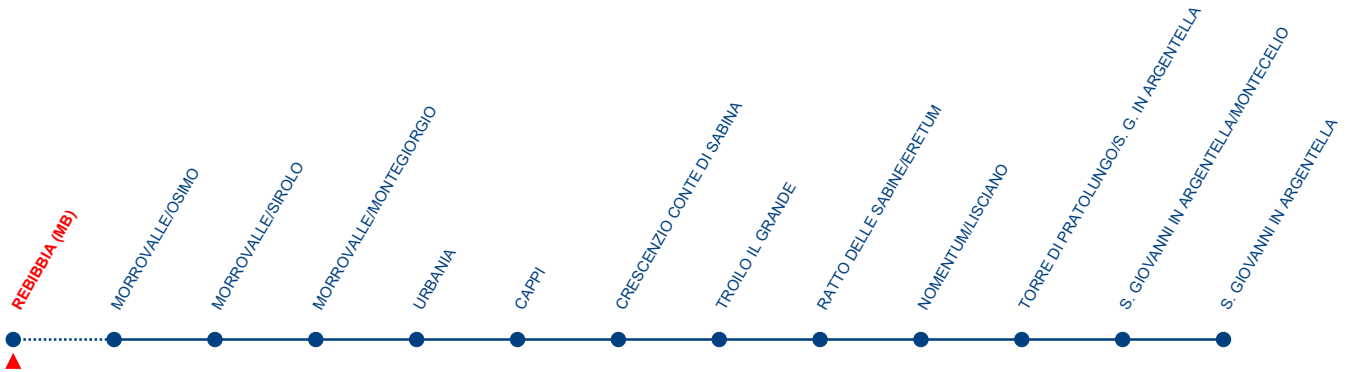 REBIBBIA (MB)
MORROVALLE/OSIMO
MORROVALLE/SIROLO
MORROVALLE/MONTEGIORGIO
URBANIA
CAPPI
CRESCENZIO CONTE DI SABINA
TROILO IL GRANDE
RATTO DELLE SABINE/ERETUM
NOMENTUM/LISCIANO
TORRE DI PRATOLUNGO/S. G. IN ARGENTELLA
S. GIOVANNI IN ARGENTELLA/MONTECELIO
S. GIOVANNI IN ARGENTELLA